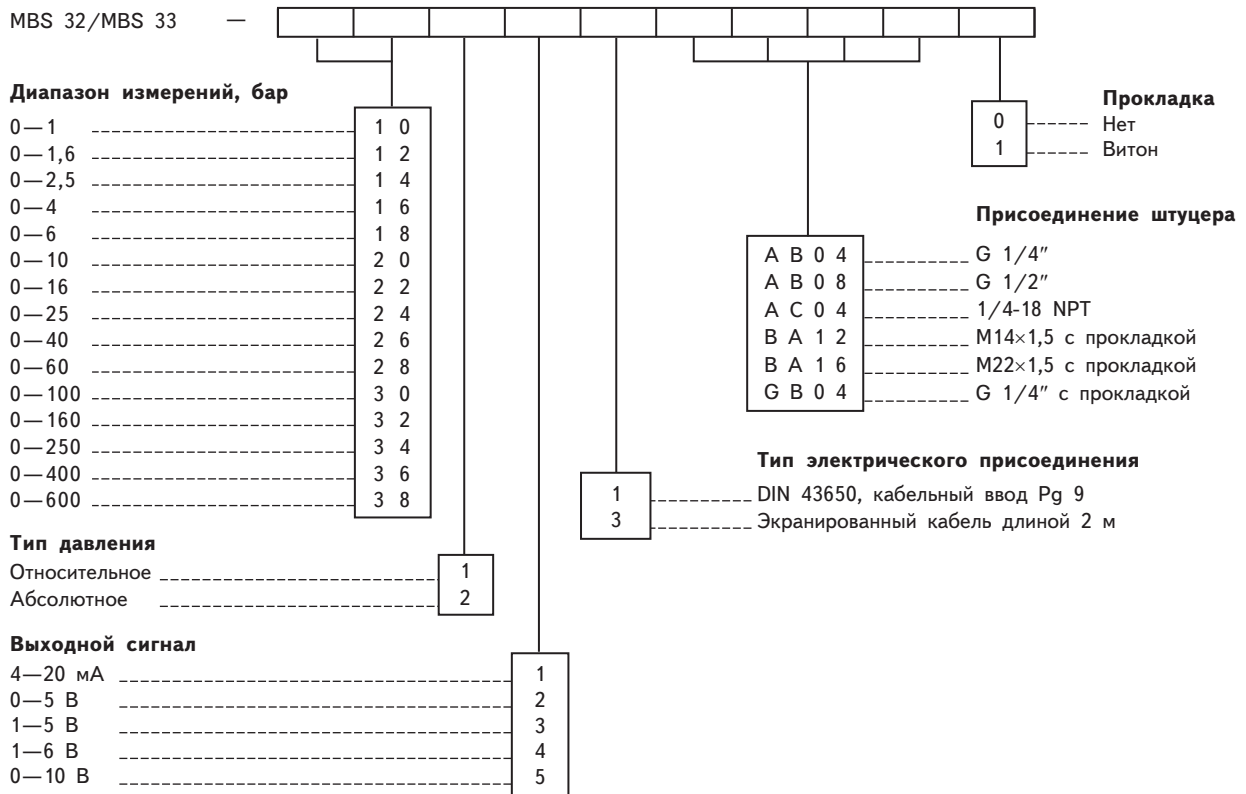 MBS 32/MBS 33 —
Диапазон измерений, бар
0—1 1 0
0—1,6 1 2
0—2,5 1 4
0—4 1 6
0—6 1 8
0—10 2 0
0—16 2 2
0—25 2 4
0—40 2 6
0—60 2 8
0—100 3 0
0—160 3 2
0—250 3 4
0—400 3 6
0—600 3 8
Тип давления
Относительное 1
Абсолютное 2
Выходной сигнал
4—20 мА 1
0—5 В 2
1—5 В 3
1—6 В 4
0—10 В 5
Прокладка
0 Нет
1 Витон
Присоединение штуцера
A B 0 4 G 1/4″
A B 0 8 G 1/2″
A C 0 4 1/4-18 NPT
B A 1 2 M14×1,5 с прокладкой
B A 1 6 M22×1,5 с прокладкой
G B 0 4 G 1/4″ с прокладкой
Тип электрического присоединения
1 DIN 43650, кабельный ввод Pg 9
3 Экранированный кабель длиной 2 м